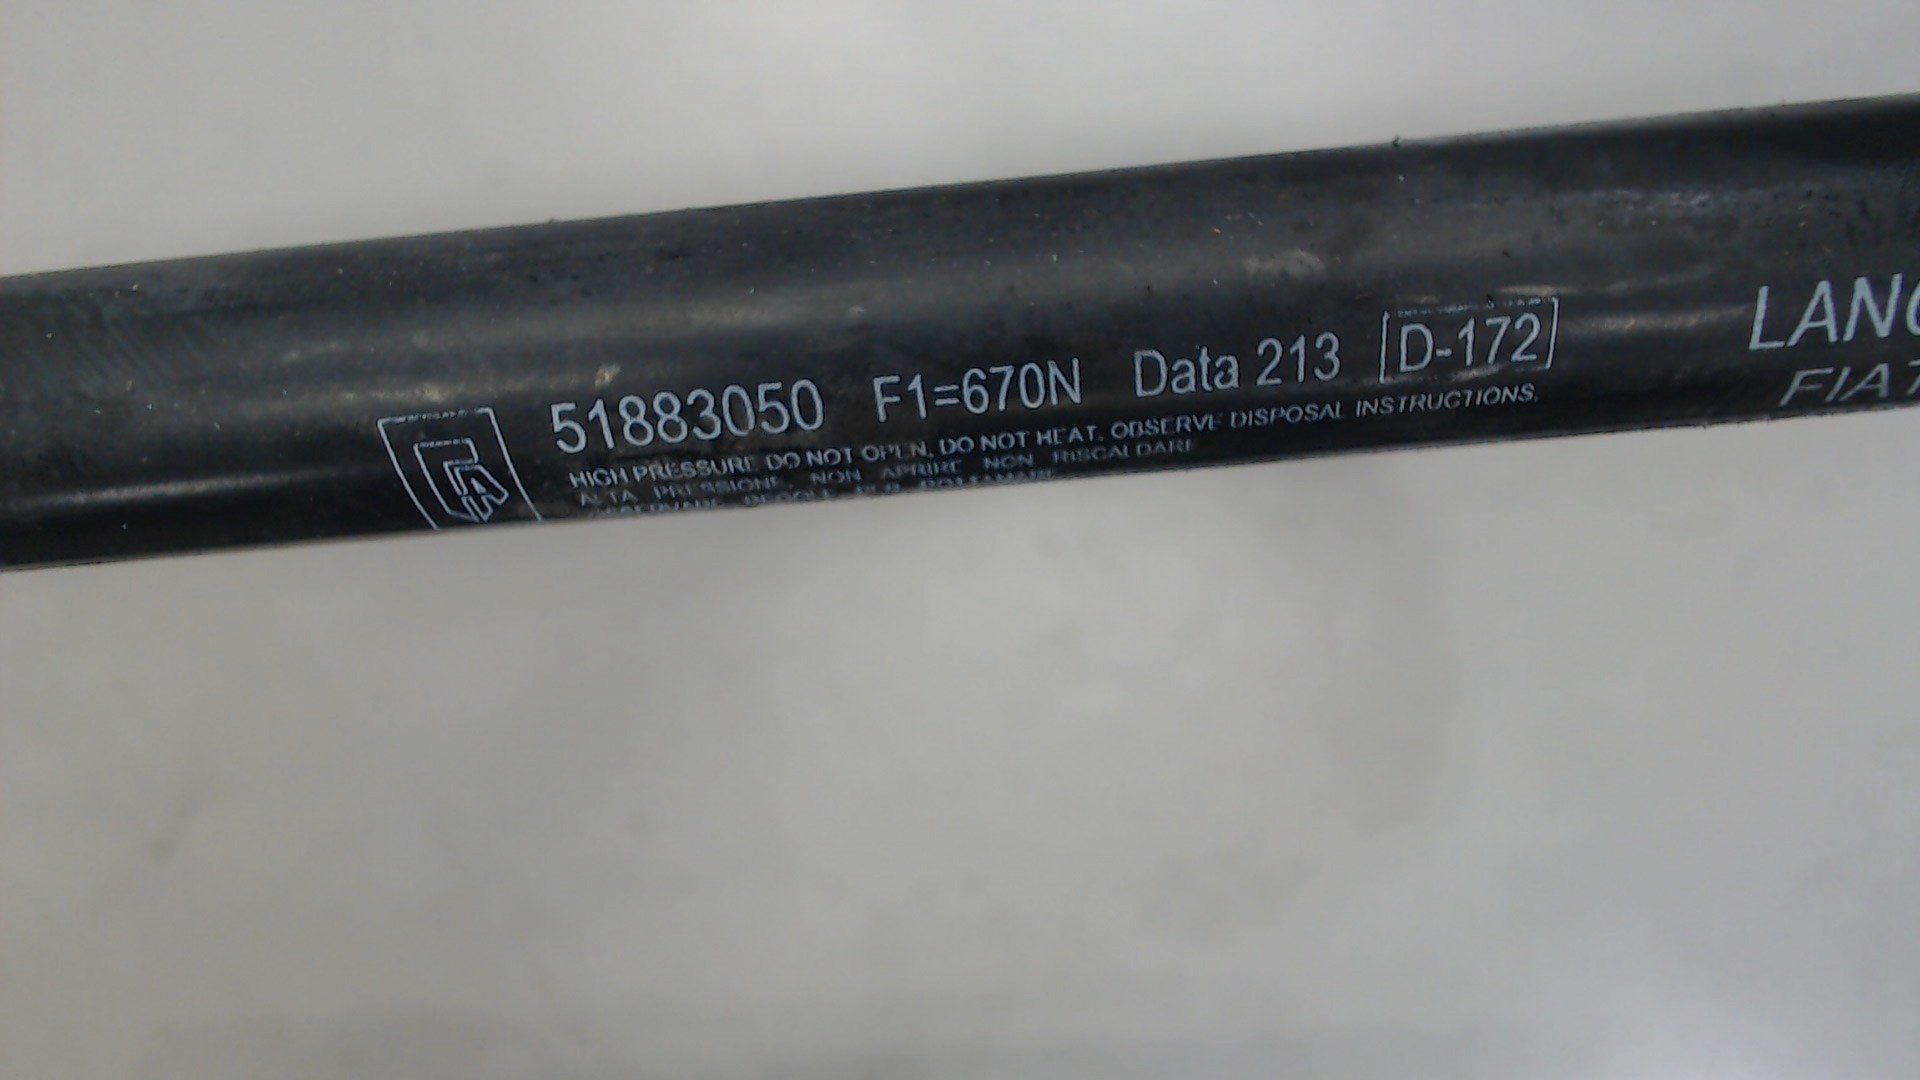 51883050 F1=670N Data 213 D-172
HIGH PRESSURE DO NOT OPEN. DO NOT HEAT. OBSERVE DISPOSAL INSTRUCTIONS.
ALTA PRESSIONE. NON APRIRE NON RISCALDARE
LANC
FIAT